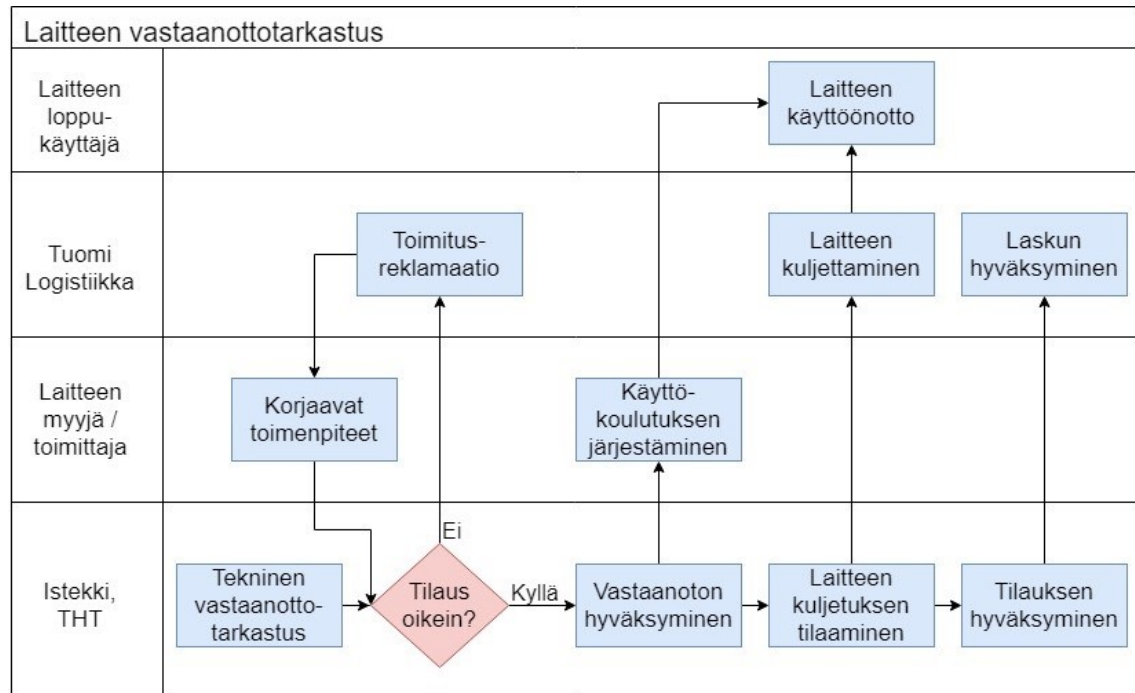 Laitteen vastaanottotarkastus
Laitteen
loppu-
käyttäjä
Laitteen
käyttöönotto
Tuomi
Logistiikka
Toimitus-
reklamaatio
Laitteen
kuljettaminen
Laskun
hyväksyminen
Laitteen
myyjä /
toimittaja
Korjaavat
toimenpiteet
Käyttö-
koulutuksen
järjestäminen
Istekki,
THT
Tekninen
vastaanotto-
tarkastus
Tilaus
oikein?
Ei
Kyllä
Vastaanoton
hyväksyminen
Laitteen
kuljetuksen
tilaaminen
Tilauksen
hyväksyminen